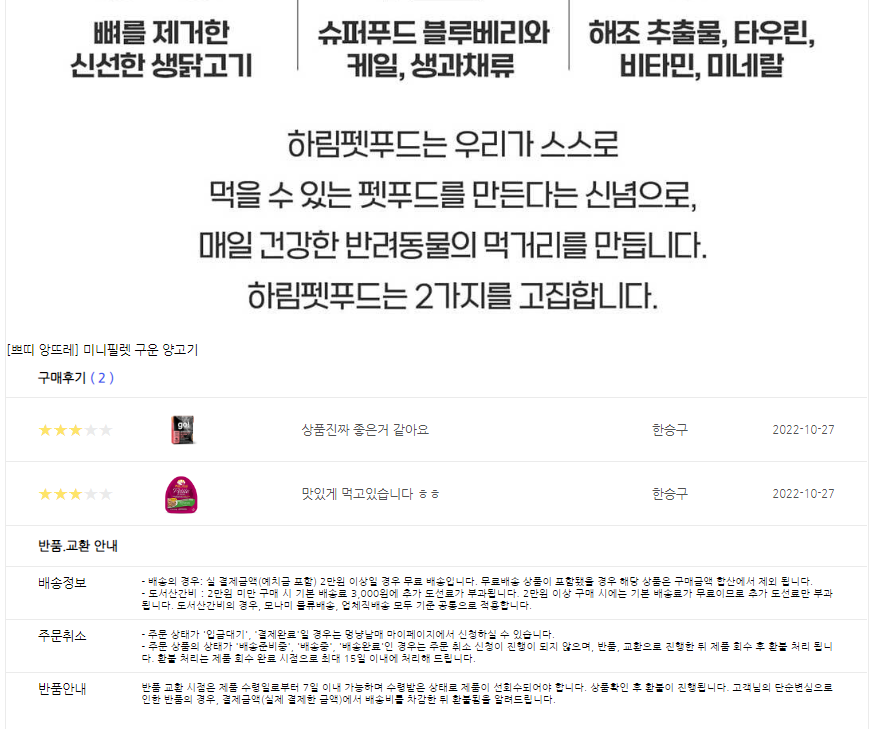 뼈를 제거한
신선한 생닭고기
슈퍼푸드 블루베리와
케일, 생과채류
해조 추출물, 타우린,
비타민, 미네랄
하림펫푸드는 우리가 스스로
먹을 수 있는 펫푸드를 만든다는 신념으로,
매일 건강한 반려동물의 먹거리를 만듭니다.
하림펫푸드는 2가지를 고집합니다.
[쁘띠 앙뜨레] 미니필렛 구운 양고기
구매후기 ( 2 )
★★★★★ go! 상품진짜 좋은거 같아요 한승구 2022-10-27
★★★★★ Petite 맛있게 먹고있습니다 ㅎㅎ 한승구 2022-10-27
반품.교환 안내
배송정보
- 배송의 경우: 실 결제금액(예치금 포함) 2만원 이상일 경우 무료 배송입니다. 무료배송 상품이 포함됐을 경우 해당 상품은 구매금액 합산에서 제외 됩니다.
- 도서산간비 : 2만원 미만 구매 시 기본 배송료 3,000원에 추가 도선료가 부과됩니다. 2만원 이상 구매 시에는 기본 배송료가 무료이므로 추가 도선료만 부과
됩니다. 도서산간비의 경우, 모나미 물류배송, 업체직배송 모두 기준 공통으로 적용합니다.
주문취소
- 주문 상태가 '입금대기', '결제완료'일 경우는 멍냥남매 마이페이지에서 신청하실 수 있습니다.
- 주문 상품의 상태가 '배송준비중', '배송중', '배송완료'인 경우는 주문 취소 신청이 진행이 되지 않으며, 반품, 교환으로 진행한 뒤 제품 회수 후 환불 처리 됩니
다. 환불 처리는 제품 회수 완료 시점으로 최대 15일 이내에 처리해 드립니다.
반품안내
반품 교환 시점은 제품 수령일로부터 7일 이내 가능하며 수령받은 상태로 제품이 선회수되어야 합니다. 상품확인 후 환불이 진행됩니다. 고객님의 단순변심으로
인한 반품의 경우, 결제금액(실제 결제한 금액)에서 배송비를 차감한 뒤 환불됨을 알려드립니다.